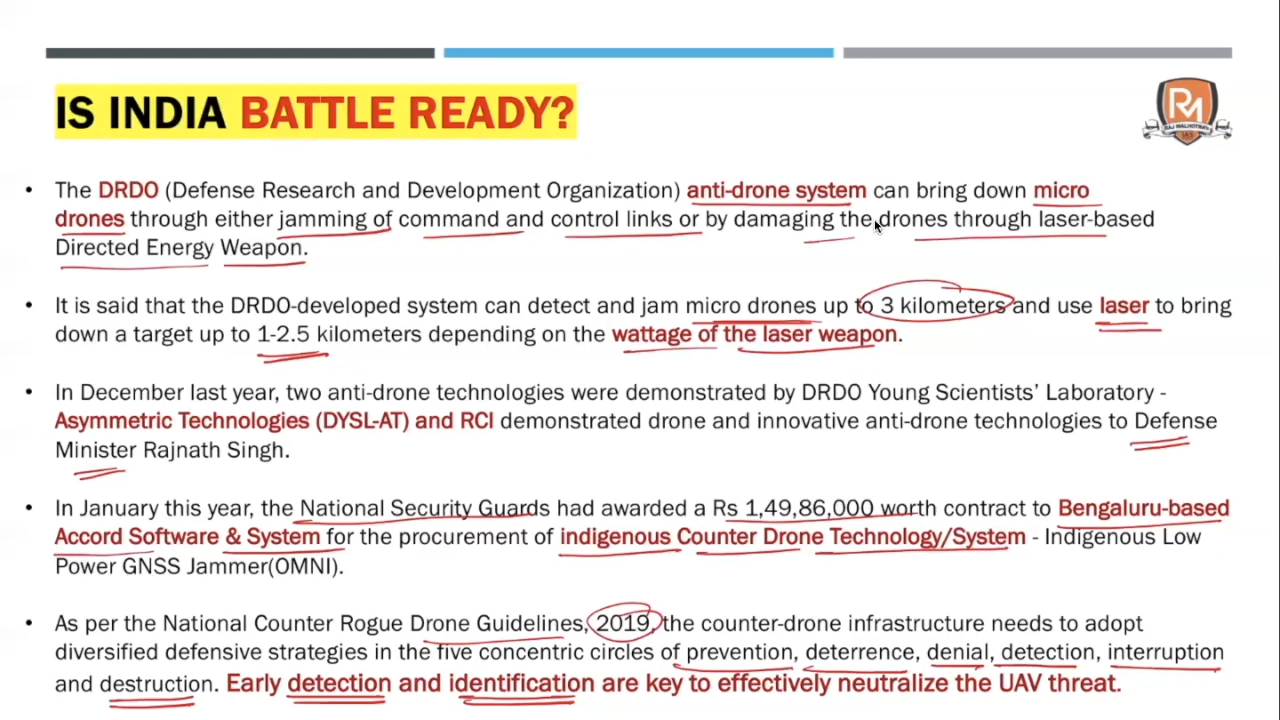 IS INDIA BATTLE READY?
RM
RAJ MALHOTRA'S
IAS
• The DRDO (Defense Research and Development Organization) anti-drone system can bring down micro
drones through either jamming of command and control links or by damaging the drones through laser-based
Directed Energy Weapon.
• It is said that the DRDO-developed system can detect and jam micro drones up to 3 kilometers and use laser to bring
down a target up to 1-2.5 kilometers depending on the wattage of the laser weapon.
• In December last year, two anti-drone technologies were demonstrated by DRDO Young Scientists' Laboratory -
Asymmetric Technologies (DYSL-AT) and RCI demonstrated drone and innovative anti-drone technologies to Defense
Minister Rajnath Singh.
• In January this year, the National Security Guards had awarded a Rs 1,49,86,000 worth contract to Bengaluru-based
Accord Software & System for the procurement of indigenous Counter Drone Technology/System - Indigenous Low
Power GNSS Jammer(OMNI).
• As per the National Counter Rogue Drone Guidelines, 2019, the counter-drone infrastructure needs to adopt
diversified defensive strategies in the five concentric circles of prevention, deterrence, denial, detection, interruption
and destruction. Early detection and identification are key to effectively neutralize the UAV threat.